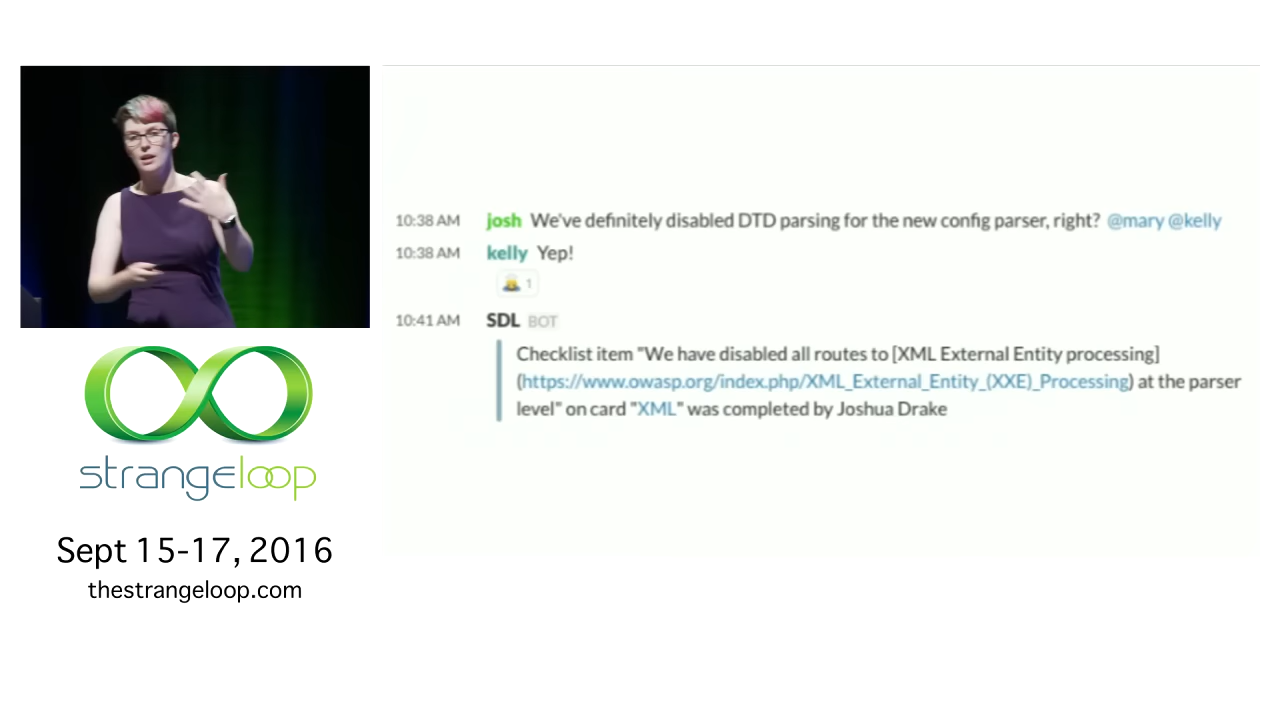 10:38 AM josh We've definitely disabled DTD parsing for the new config parser, right? @mary @kelly
10:38 AM kelly Yep!
1
10:41 AM SDL BOT
Checklist item "We have disabled all routes to [XML External Entity processing]
(https://www.owasp.org/index.php/XML_External_Entity_(XXE)_Processing) at the parser
level" on card "XML" was completed by Joshua Drake
strangeloop
Sept 15-17, 2016
thestrangeloop.com